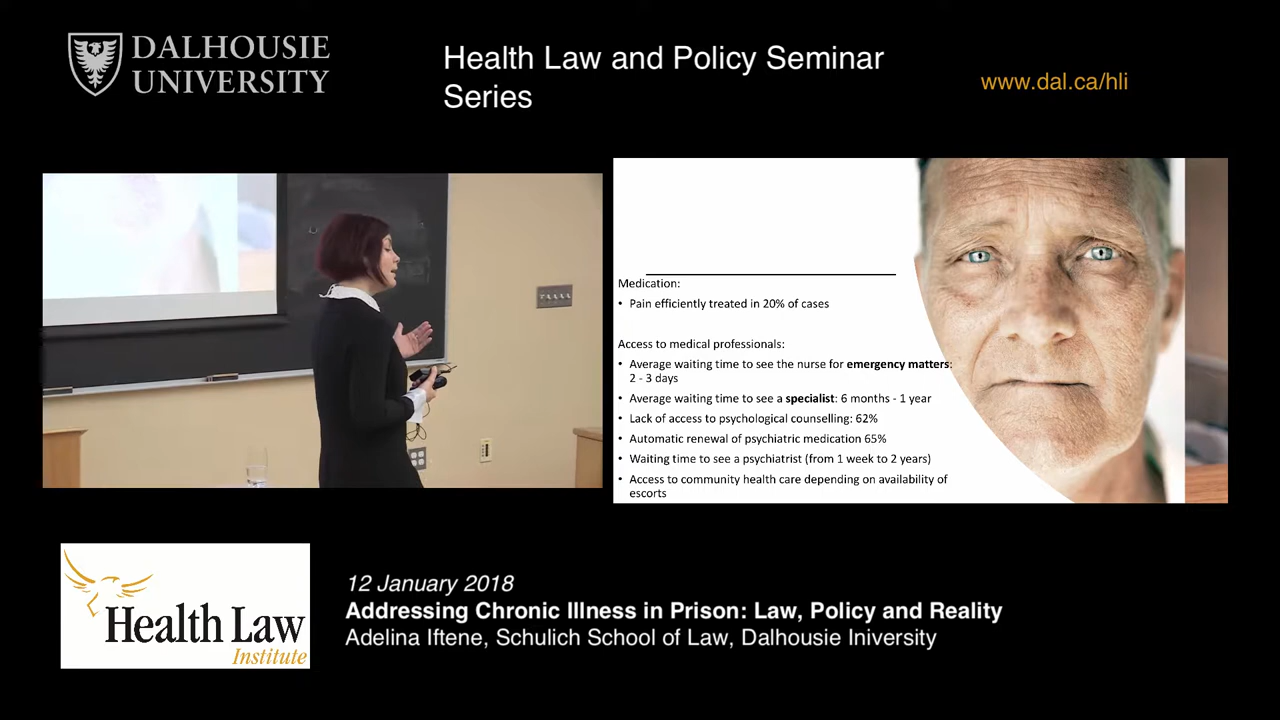 DALHOUSIE
UNIVERSITY
Health Law and Policy Seminar
Series
www.dal.ca/hli
Medication:
• Pain efficiently treated in 20% of cases
Access to medical professionals:
• Average waiting time to see the nurse for emergency matters:
2 - 3 days
• Average waiting time to see a specialist: 6 months - 1 year
• Lack of access to psychological counselling: 62%
• Automatic renewal of psychiatric medication 65%
• Waiting time to see a psychiatrist (from 1 week to 2 years)
• Access to community health care depending on availability of
escorts
Health Law
Institute
12 January 2018
Addressing Chronic Illness in Prison: Law, Policy and Reality
Adelina Iftene, Schulich School of Law, Dalhousie Iniversity